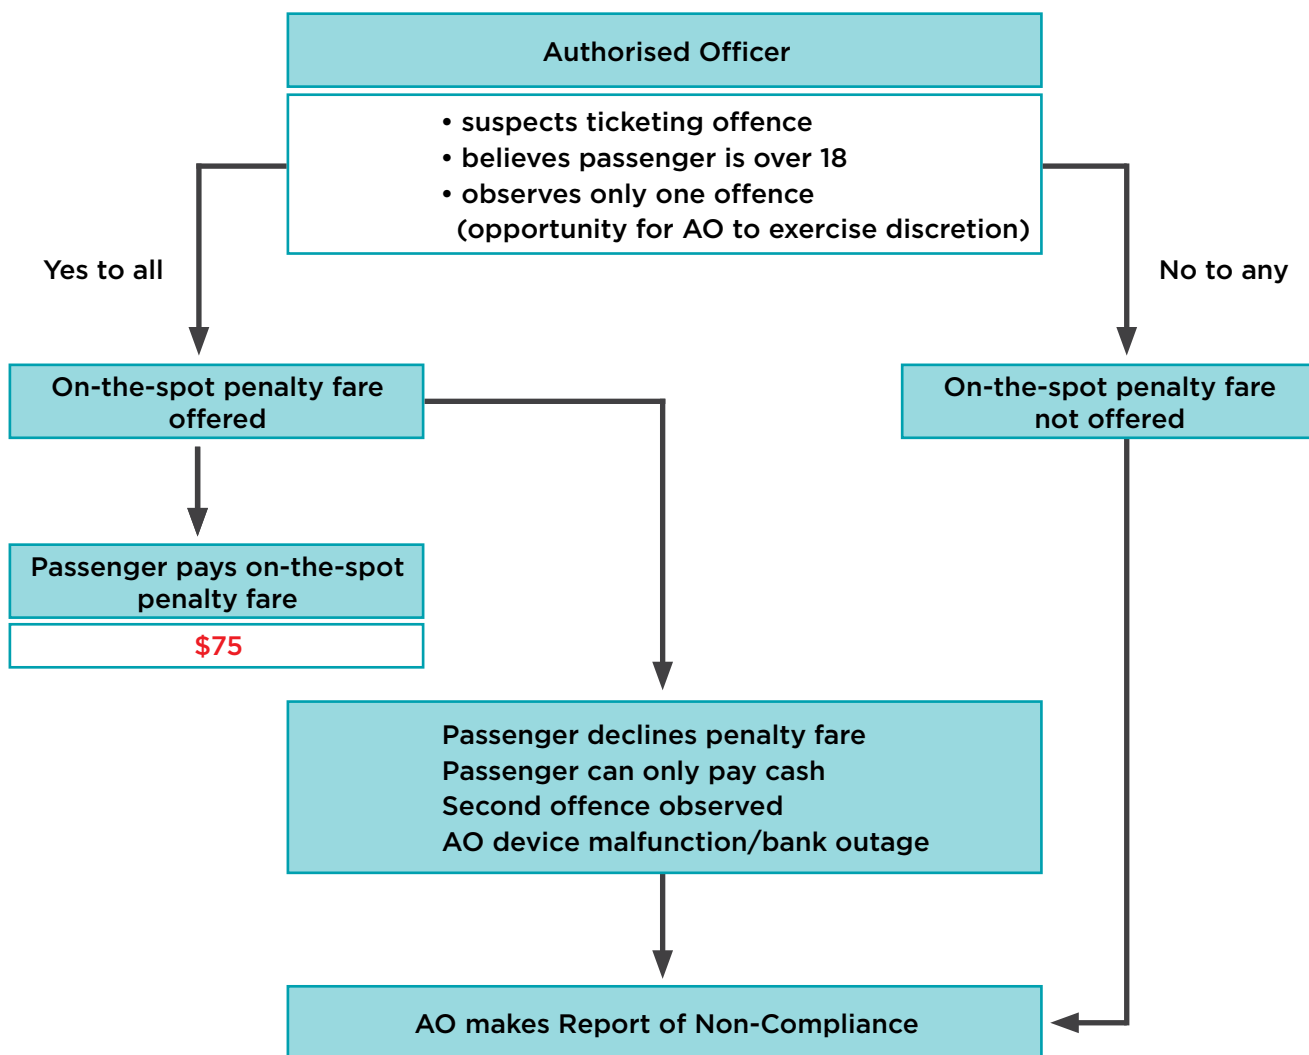 Authorised Officer
• suspects ticketing offence
• believes passenger is over 18
• observes only one offence
(opportunity for AO to exercise discretion)
Yes to all
No to any
On-the-spot penalty fare
offered
On-the-spot penalty fare
not offered
Passenger pays on-the-spot
penalty fare
$75
Passenger declines penalty fare
Passenger can only pay cash
Second offence observed
AO device malfunction/bank outage
AO makes Report of Non-Compliance